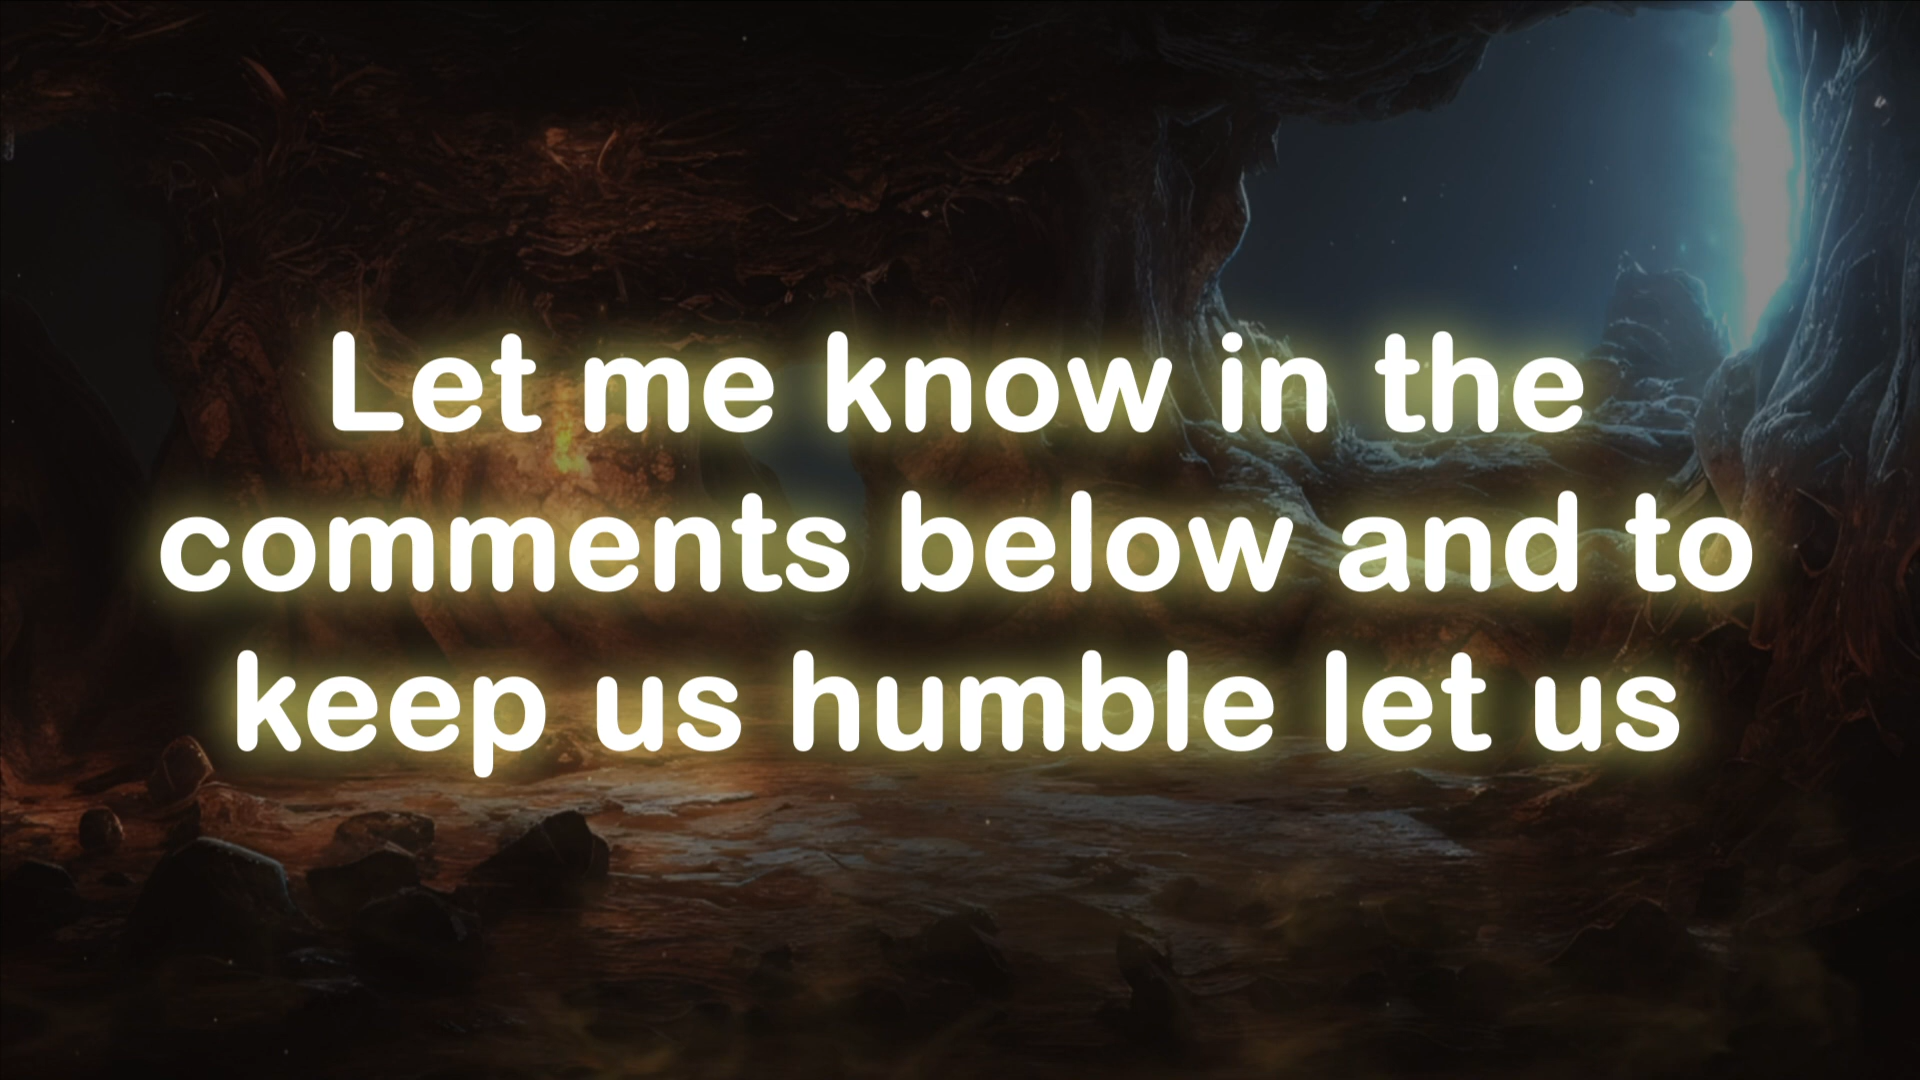 Let me know in the
comments below and to
keep us humble let us